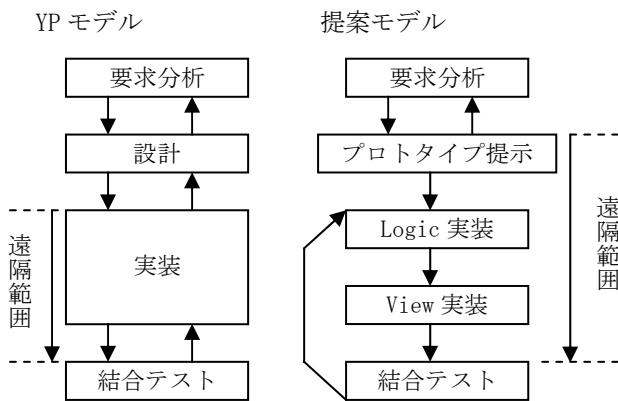 YP モデル
要求分析
設計
実装
結合テスト
遠隔範囲
提案モデル
要求分析
プロトタイプ提示
Logic 実装
View 実装
結合テスト
遠隔範囲